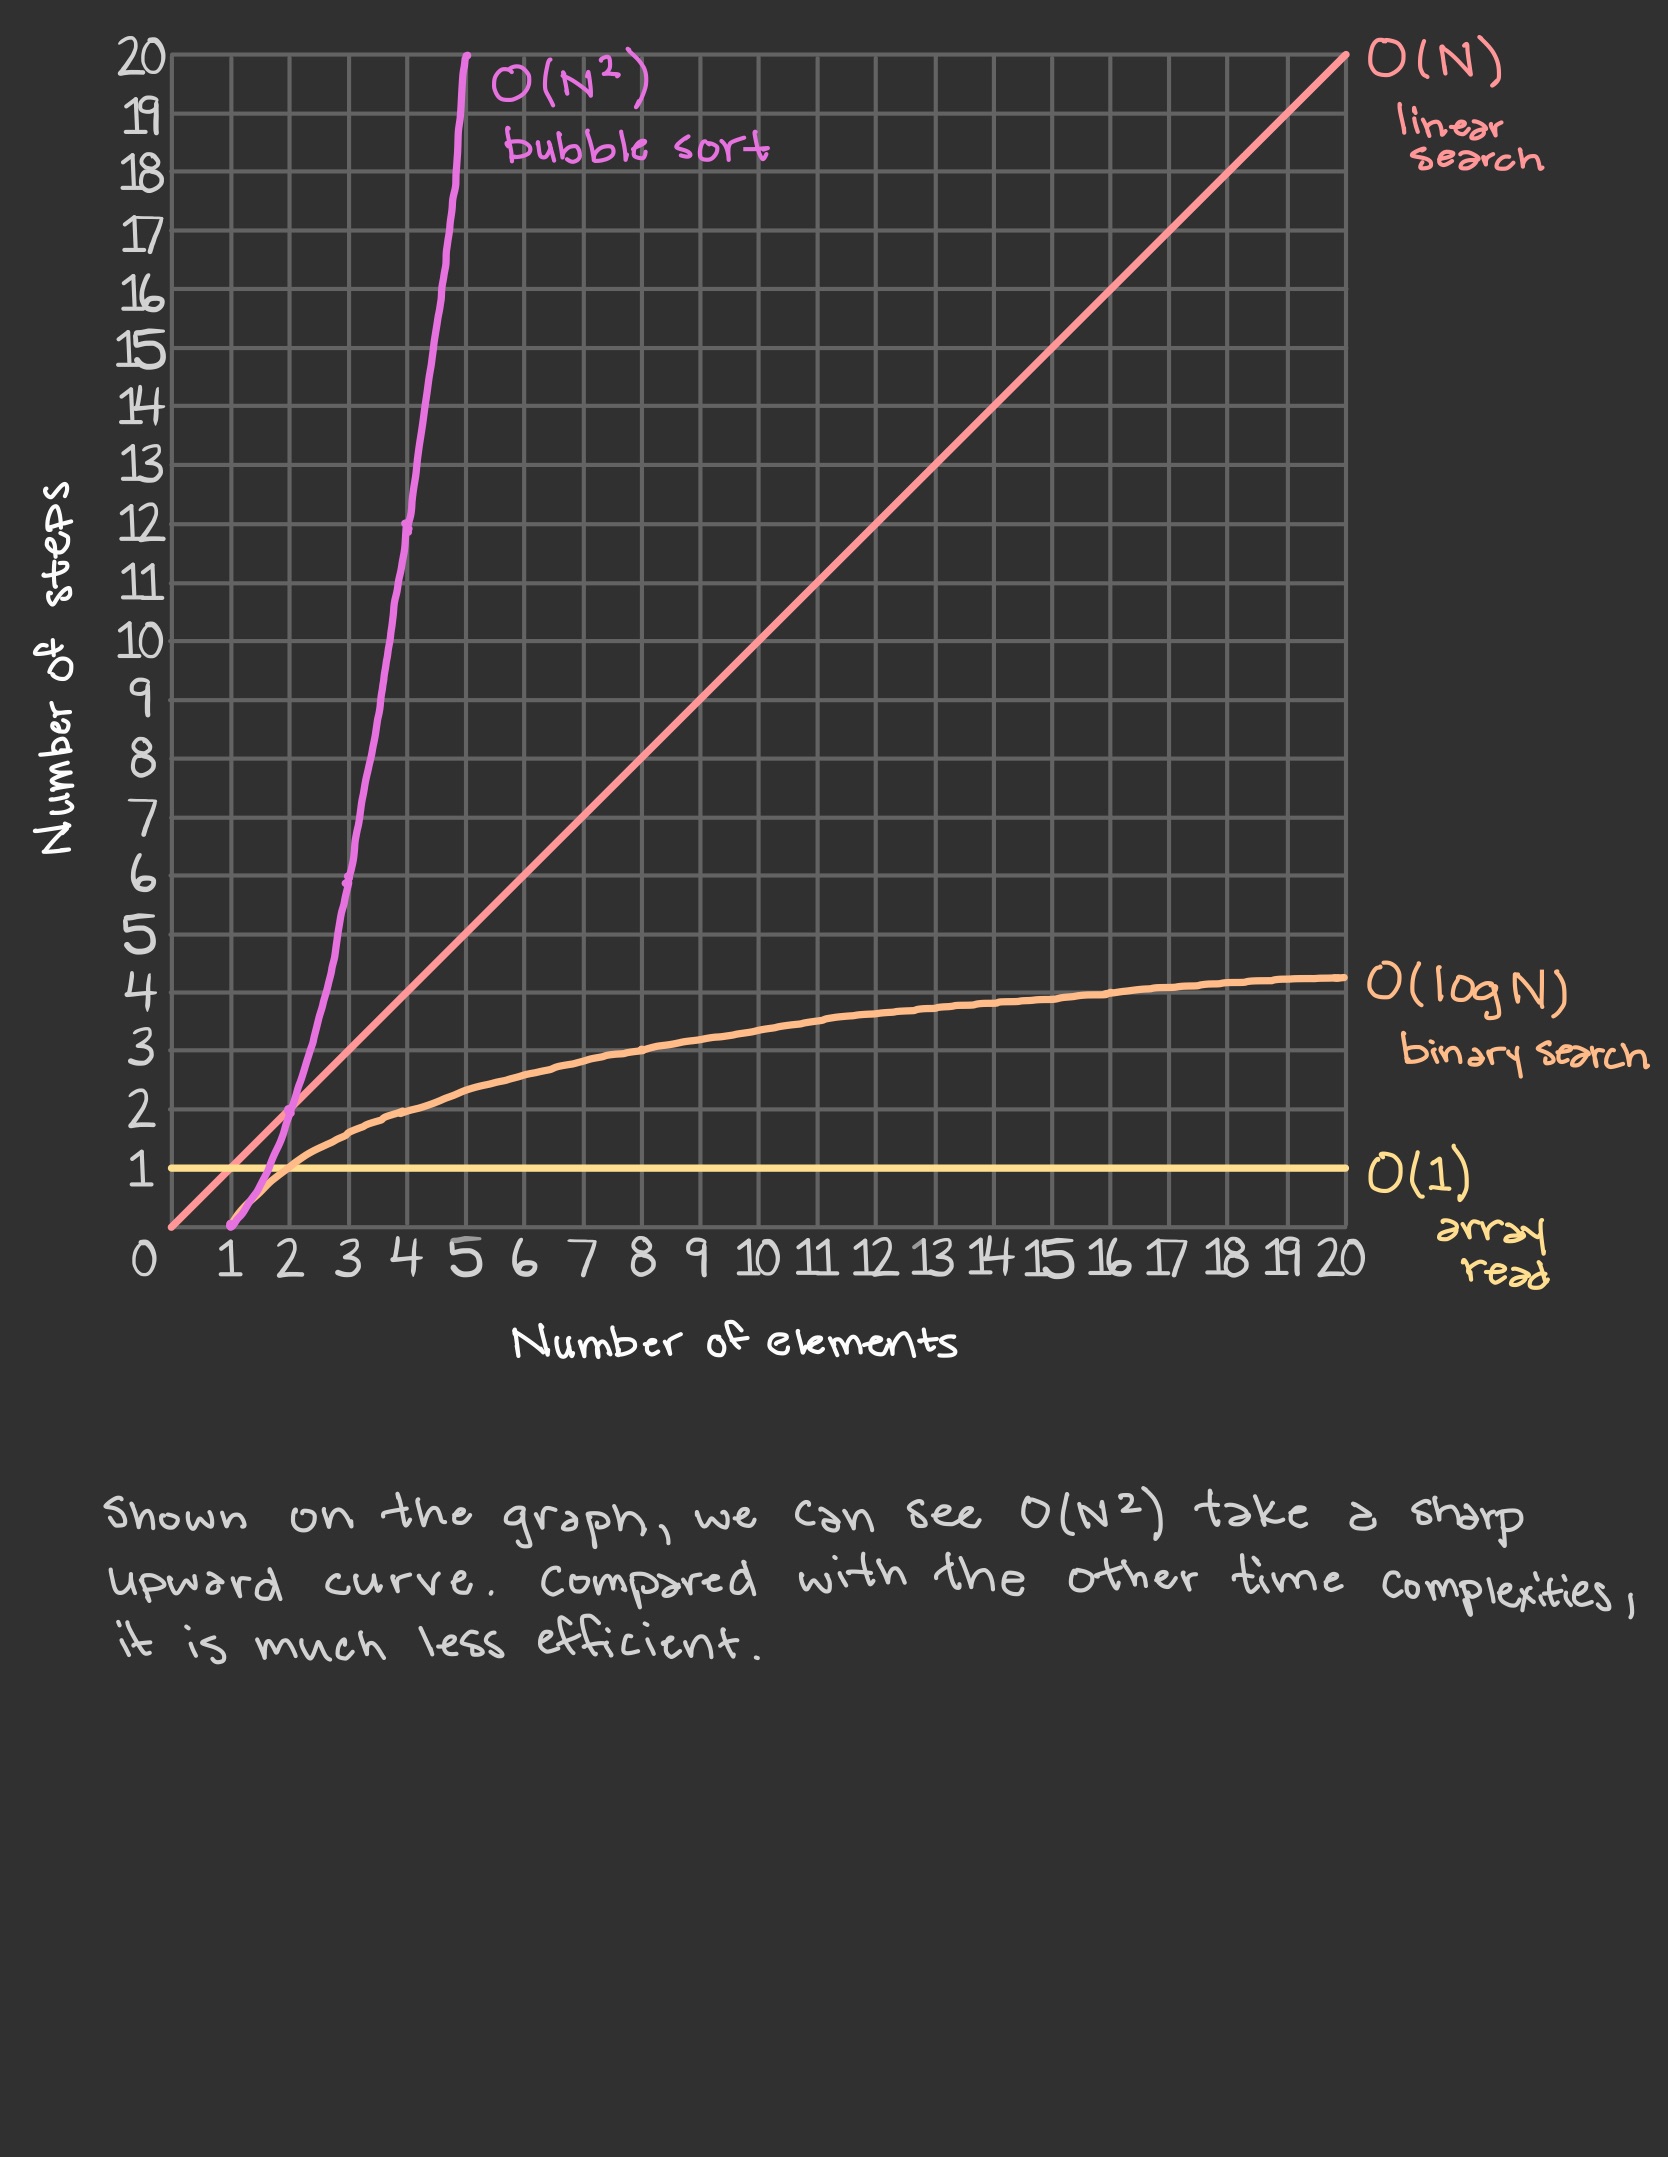 20
19
18
17
16
15
14
13
12
11
10
9
8
7
6
5
4
3
2
1
Number of steps
O(N²)
bubble sort
O(N)
linear
search
O(logN)
binary search
O(1)
array
read
0 1 2 3 4 5 6 7 8 9 10 11 12 13 14 15 16 17 18 19 20
Number of elements
Shown on the graph, we can see O(N²) take a sharp
upward curve. Compared with the other time complexities,
it is much less efficient.